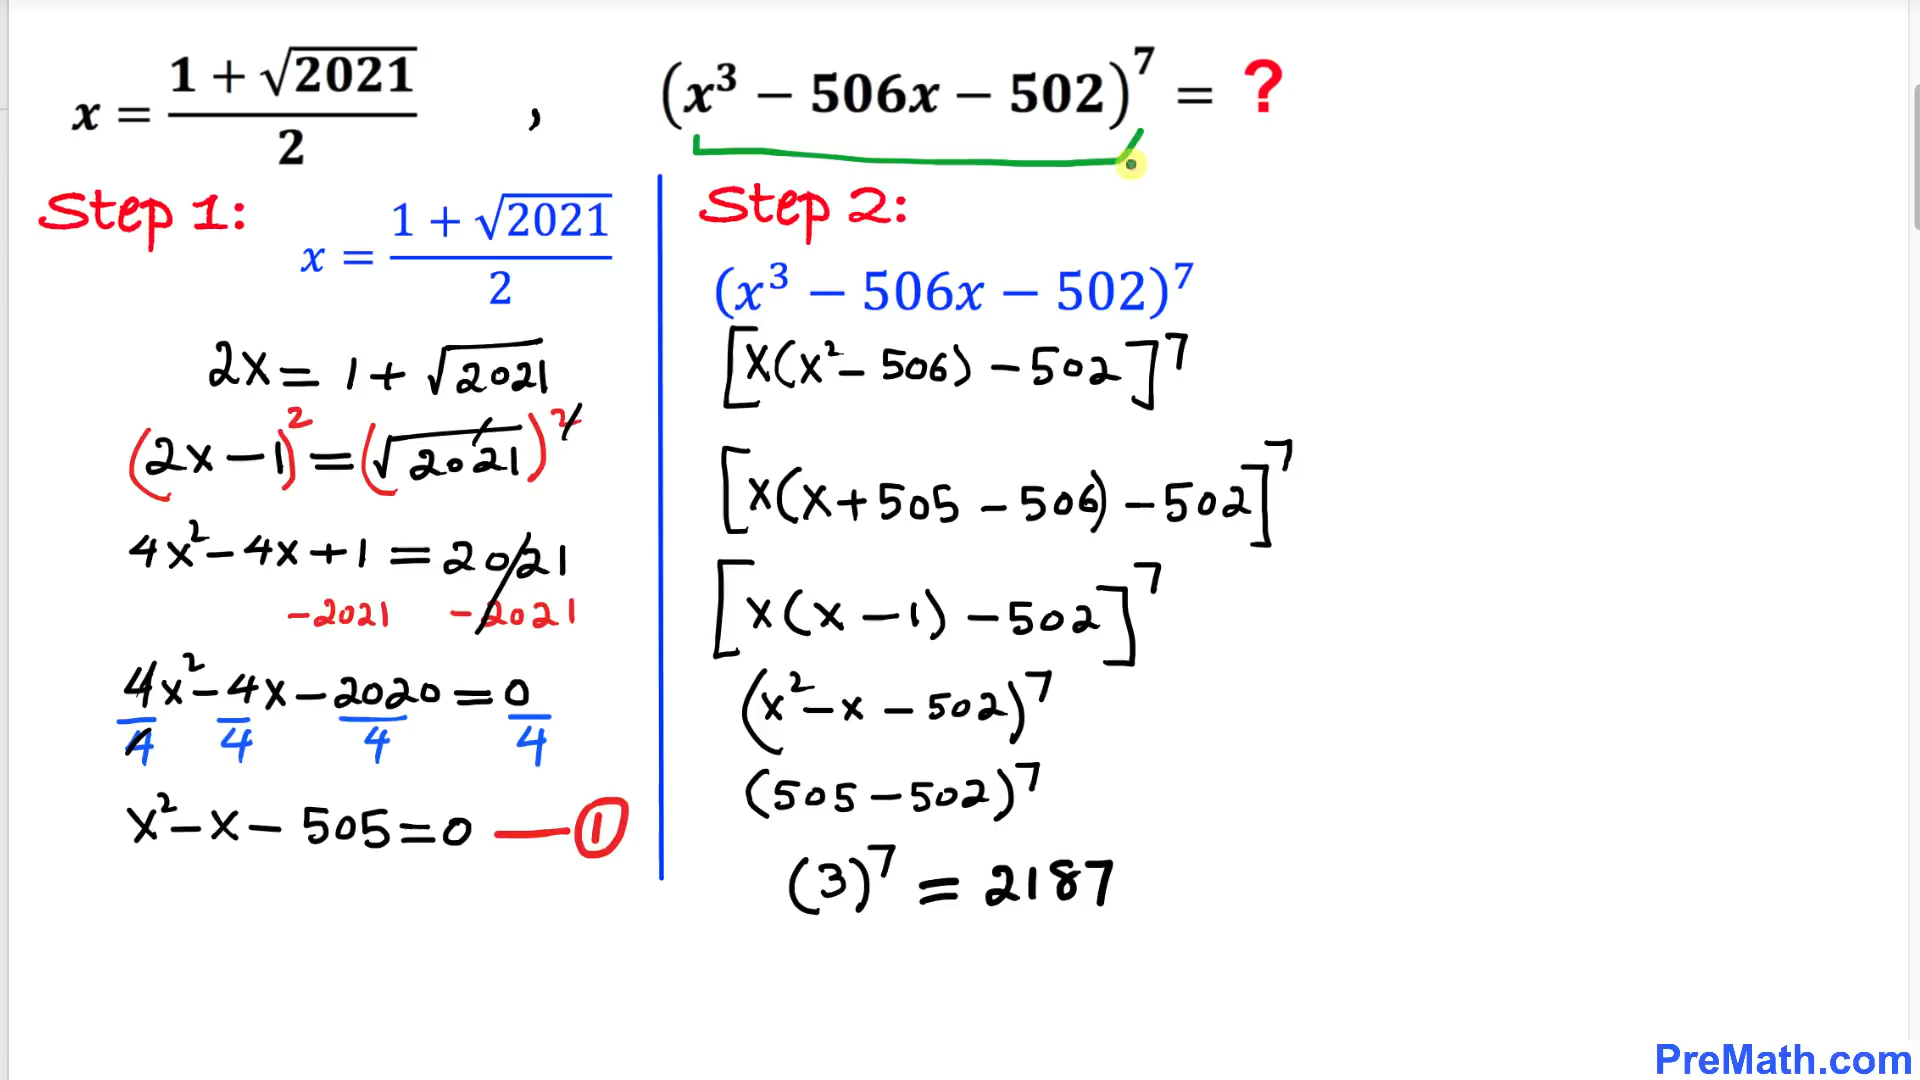 x = (1 + √2021)/2 , (x³ − 506x − 502)⁷ = ?
Step 1:
x = (1 + √2021)/2
2x = 1 + √2021
(2x − 1)² = (√2021)²
4x² − 4x + 1 = 2021
−2021 −2021
4x² − 4x − 2020 = 0
4 4 4 4
x² − x − 505 = 0 — ①
Step 2:
(x³ − 506x − 502)⁷
[x(x² − 506) − 502]⁷
[x(x + 505 − 506) − 502]⁷
[x(x − 1) − 502]⁷
(x² − x − 502)⁷
(505 − 502)⁷
(3)⁷ = 2187
PreMath.com